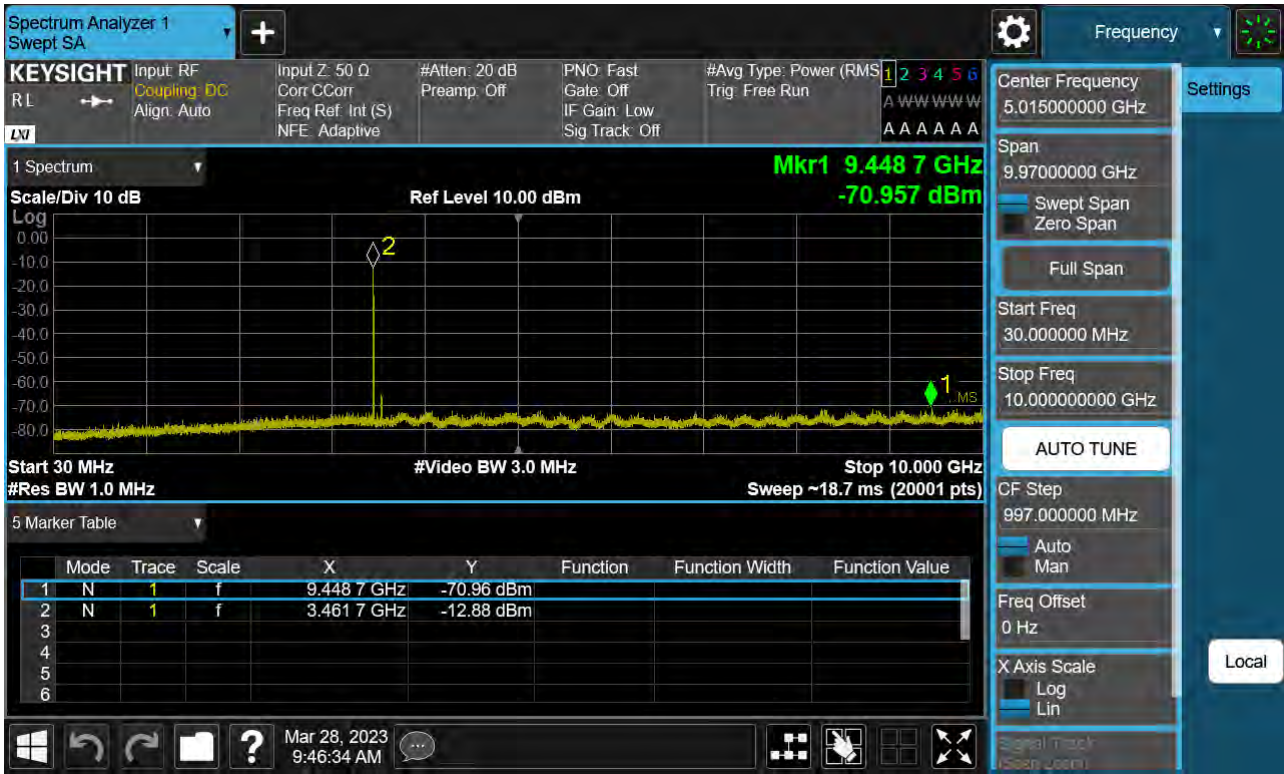 Spectrum Analyzer 1
Swept SA
+
Frequency
KEYSIGHT
RL
LXI
Input: RF
Coupling: DC
Align: Auto
Input Z: 50 Ω
Corr CCorr
Freq Ref: Int (S)
NFE: Adaptive
#Atten: 20 dB
Preamp: Off
PNO: Fast
Gate: Off
IF Gain: Low
Sig Track: Off
#Avg Type: Power (RMS
Trig: Free Run
1 2 3 4 5 6
A W W W W W
A A A A A A
1 Spectrum
Scale/Div 10 dB
Ref Level 10.00 dBm
Mkr1 9.448 7 GHz
-70.957 dBm
Log
0.00
-10.0
-20.0
-30.0
-40.0
-50.0
-60.0
-70.0
-80.0
2
1
Start 30 MHz
#Video BW 3.0 MHz
Stop 10.000 GHz
#Res BW 1.0 MHz
Sweep ~18.7 ms (20001 pts)
5 Marker Table
Mode Trace Scale X Y Function Function Width Function Value
1 N 1 f 9.448 7 GHz -70.96 dBm
2 N 1 f 3.461 7 GHz -12.88 dBm
3
4
5
6
Mar 28, 2023
9:46:34 AM
Center Frequency
5.015000000 GHz
Span
9.97000000 GHz
Swept Span
Zero Span
Full Span
Start Freq
30.000000 MHz
Stop Freq
10.000000000 GHz
AUTO TUNE
CF Step
997.000000 MHz
Auto
Man
Freq Offset
0 Hz
X Axis Scale
Log
Lin
Signal Track
(Span Zoom)
Settings
Local